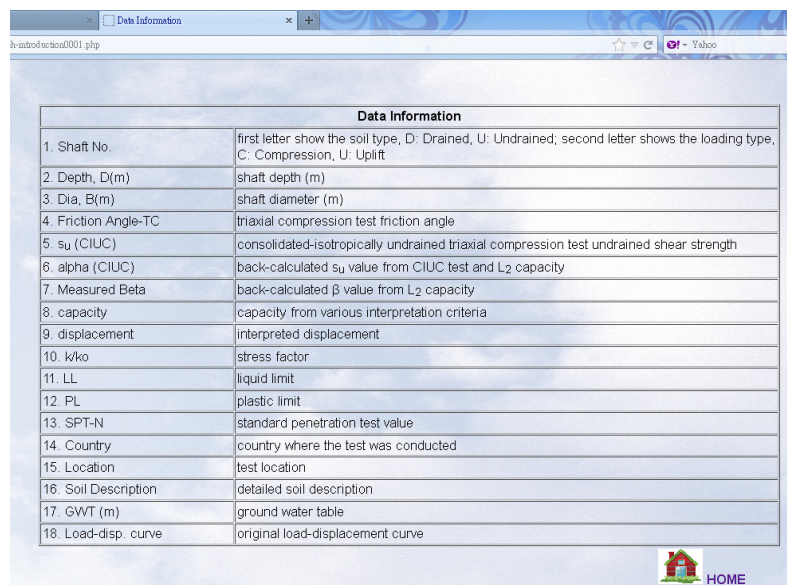 Data Information
h-introduction0001.php
Yahoo
Data Information
1. Shaft No.
first letter show the soil type, D: Drained, U: Undrained; second letter shows the loading type,
C: Compression, U: Uplift
2. Depth, D(m)
shaft depth (m)
3. Dia, B(m)
shaft diameter (m)
4. Friction Angle-TC
triaxial compression test friction angle
5. su (CIUC)
consolidated-isotropically undrained triaxial compression test undrained shear strength
6. alpha (CIUC)
back-calculated su value from CIUC test and L2 capacity
7. Measured Beta
back-calculated β value from L2 capacity
8. capacity
capacity from various interpretation criteria
9. displacement
interpreted displacement
10. k/ko
stress factor
11. LL
liquid limit
12. PL
plastic limit
13. SPT-N
standard penetration test value
14. Country
country where the test was conducted
15. Location
test location
16. Soil Description
detailed soil description
17. GWT (m)
ground water table
18. Load-disp. curve
original load-displacement curve
HOME